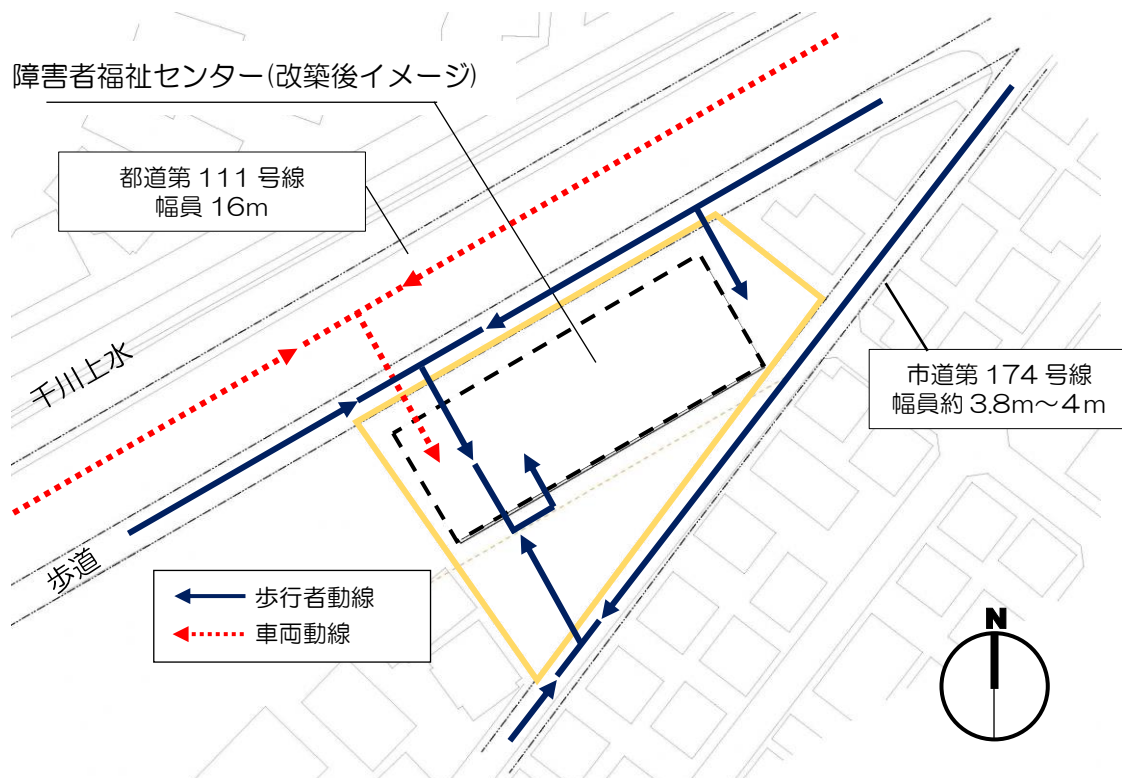 障害者福祉センター(改築後イメージ)
都道第 111 号線
幅員 16m
千川上水
市道第 174 号線
幅員約 3.8m～4m
歩道
歩行者動線
車両動線
N